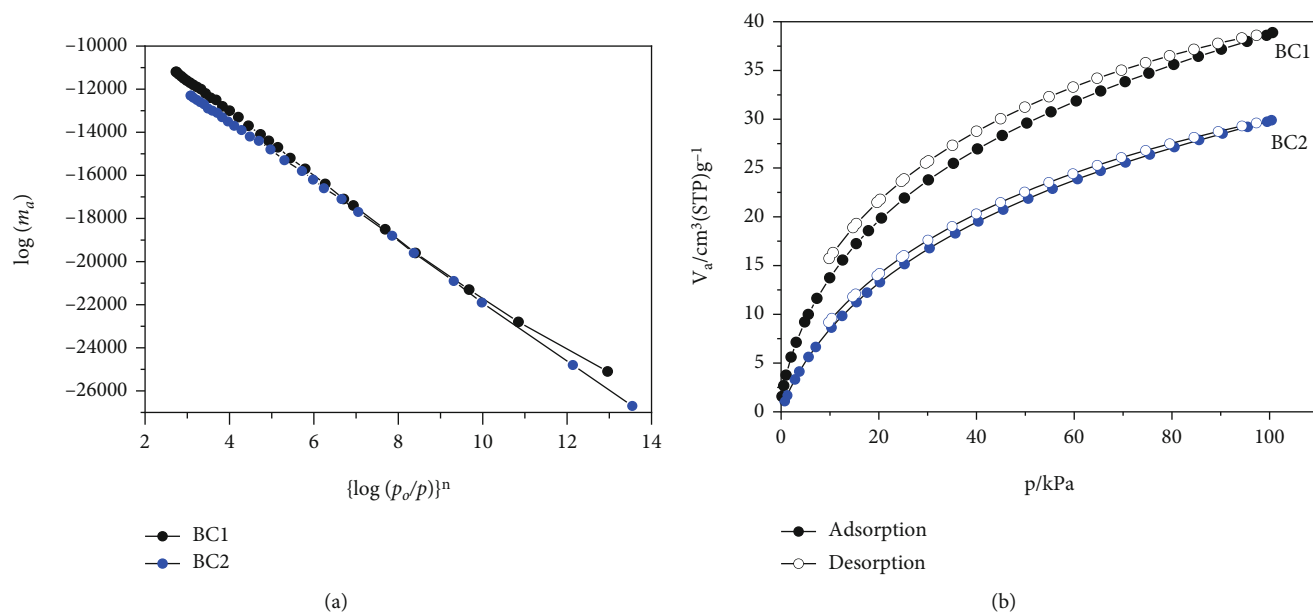 –10000
–12000
–14000
–16000
–18000
–20000
–22000
–24000
–26000
log (mₐ)
2 4 6 8 10 12 14
{log (pₒ/p)}ⁿ
BC1
BC2
(a)
40
35
30
25
20
15
10
5
0
Vₐ/cm³(STP)g⁻¹
BC1
BC2
0 20 40 60 80 100
p/kPa
Adsorption
Desorption
(b)